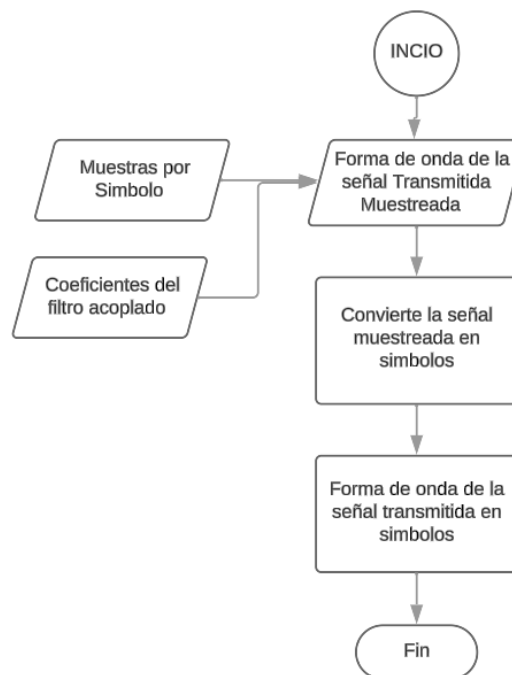 INCIO
Muestras por
Simbolo
Forma de onda de la
señal Transmitida
Muestreada
Coeficientes del
filtro acoplado
Convierte la señal
muestreada en
simbolos
Forma de onda de la
señal transmitida en
simbolos
Fin